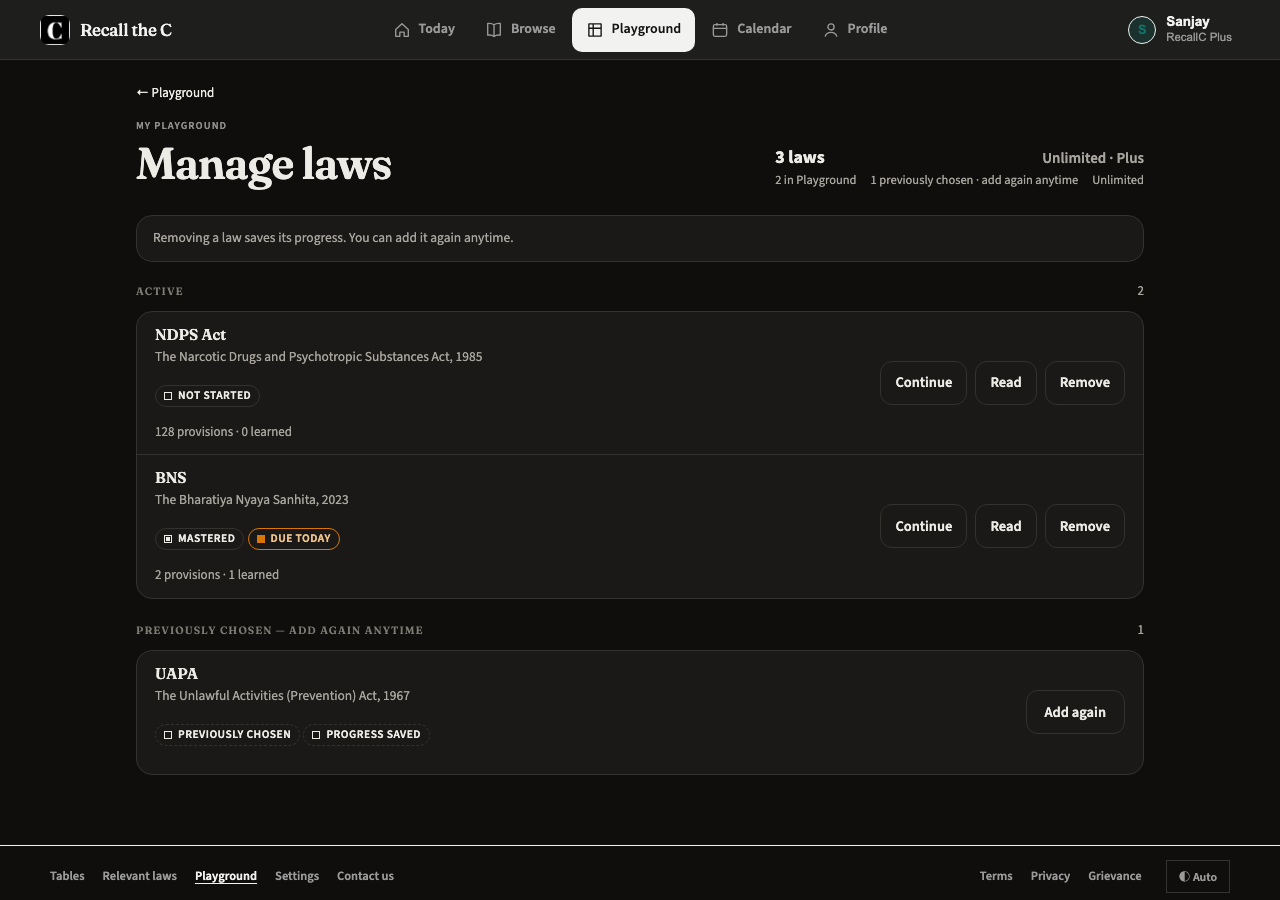 C Recall the C
Today Browse Playground Calendar Profile
S Sanjay
RecallC Plus
← Playground
MY PLAYGROUND
Manage laws
3 laws Unlimited · Plus
2 in Playground 1 previously chosen · add again anytime Unlimited
Removing a law saves its progress. You can add it again anytime.
ACTIVE 2
NDPS Act
The Narcotic Drugs and Psychotropic Substances Act, 1985
NOT STARTED
128 provisions · 0 learned
Continue Read Remove
BNS
The Bharatiya Nyaya Sanhita, 2023
MASTERED DUE TODAY
2 provisions · 1 learned
Continue Read Remove
PREVIOUSLY CHOSEN — ADD AGAIN ANYTIME 1
UAPA
The Unlawful Activities (Prevention) Act, 1967
PREVIOUSLY CHOSEN PROGRESS SAVED
Add again
Tables Relevant laws Playground Settings Contact us
Terms Privacy Grievance Auto